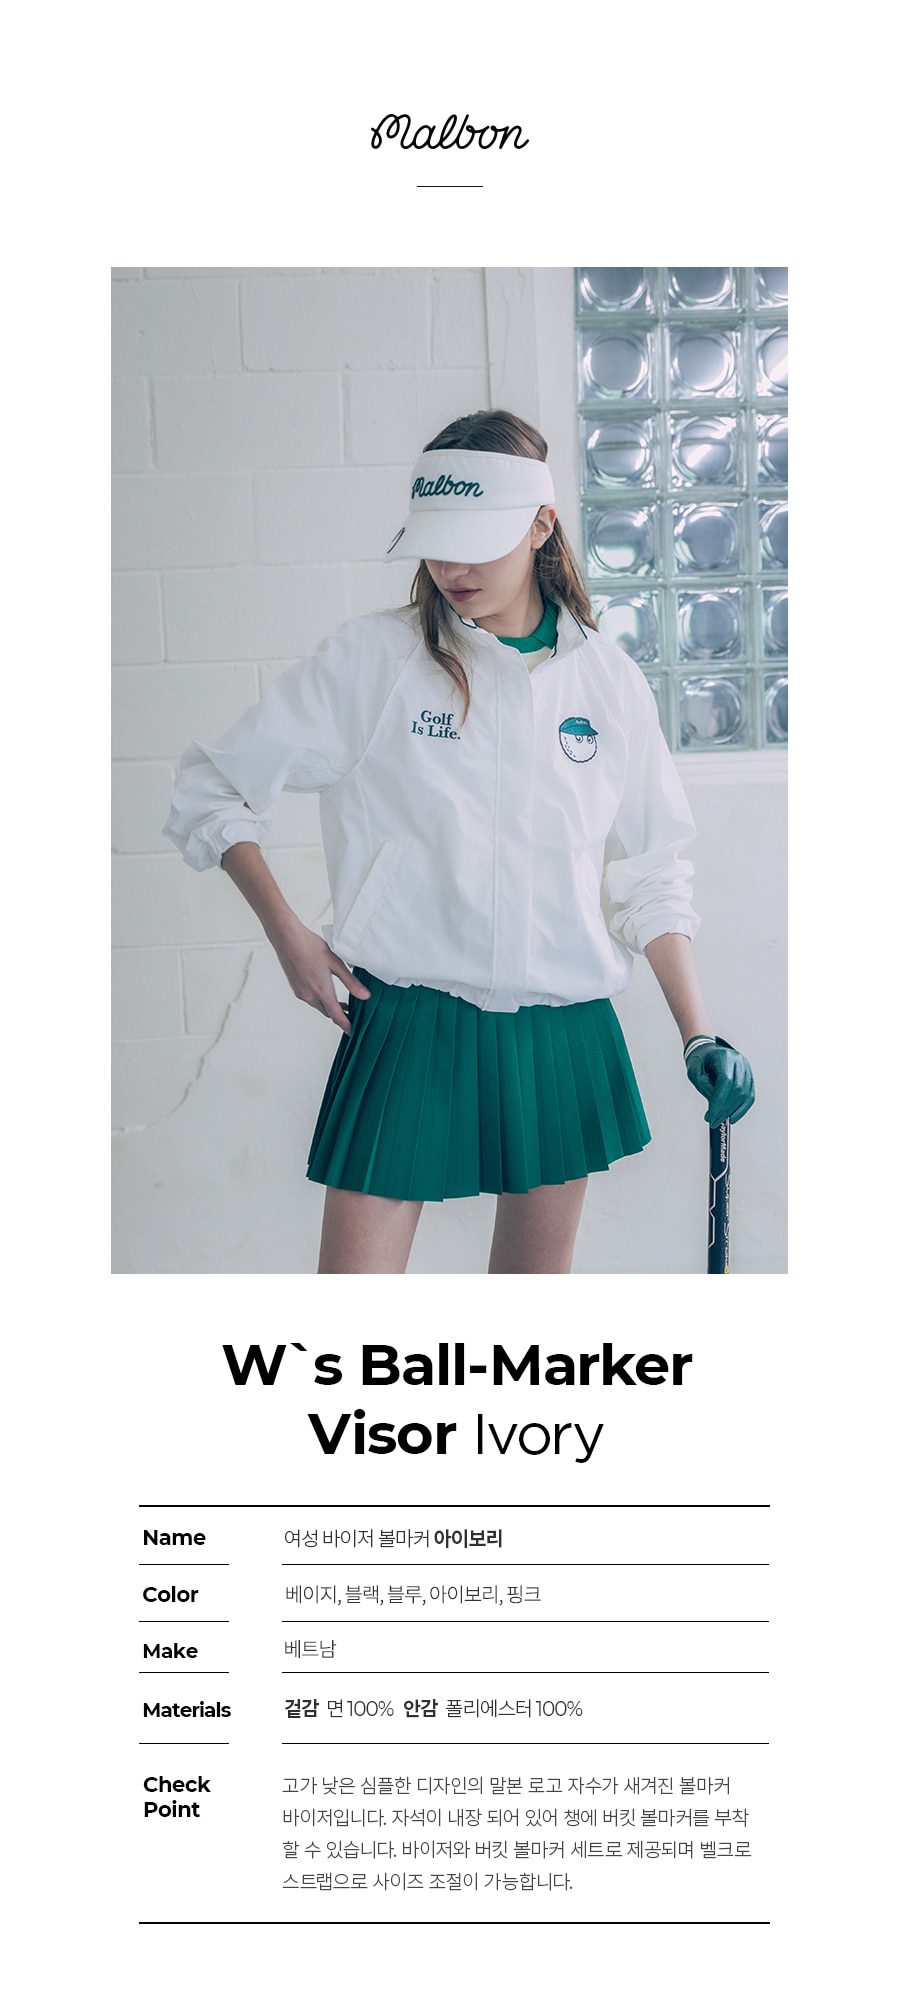 Malbon
Malbon
Golf
Is Life.
Malbon
TaylorMade
W`s Ball-Marker
Visor Ivory
Name 여성 바이저 볼마커 아이보리
Color 베이지, 블랙, 블루, 아이보리, 핑크
Make 베트남
Materials 겉감 면 100% 안감 폴리에스터 100%
Check
Point
고가 낮은 심플한 디자인의 말본 로고 자수가 새겨진 볼마커
바이저입니다. 자석이 내장 되어 있어 챙에 버킷 볼마커를 부착
할 수 있습니다. 바이저와 버킷 볼마커 세트로 제공되며 벨크로
스트랩으로 사이즈 조절이 가능합니다.